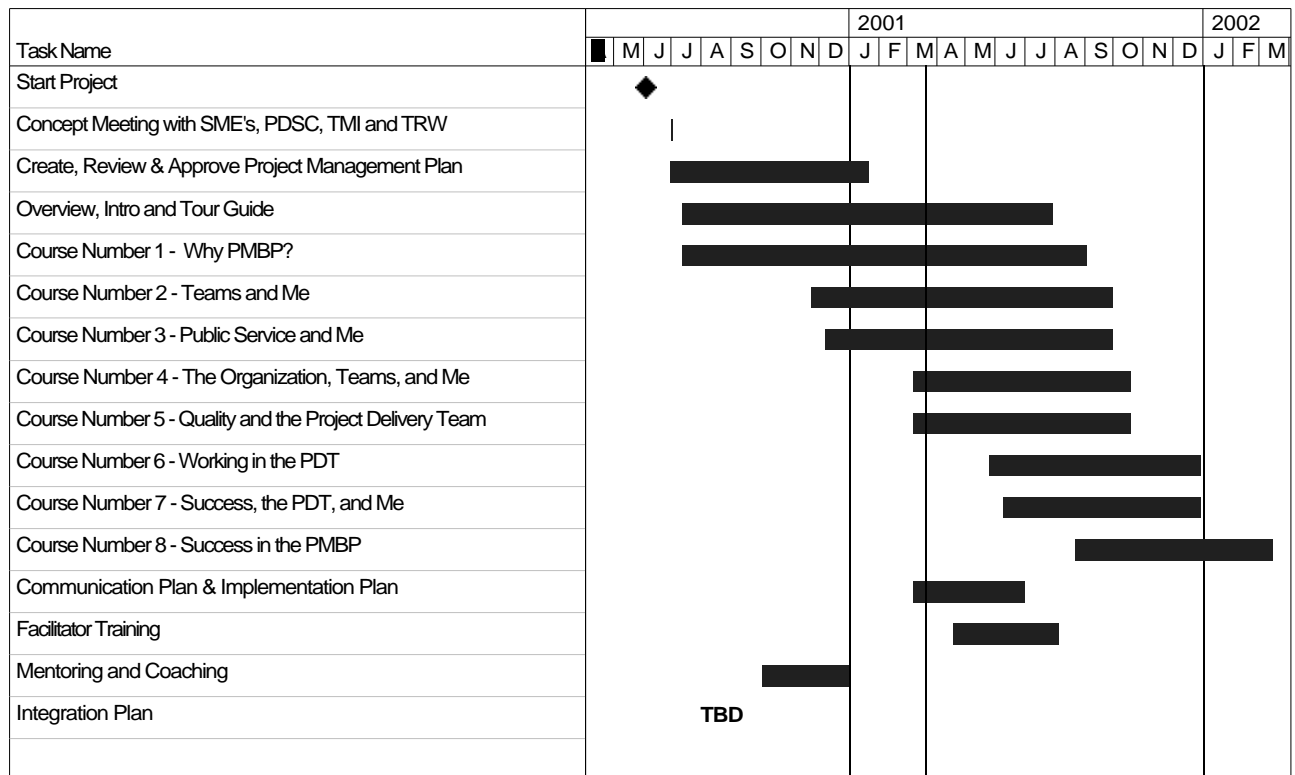 2001 2002
Task Name M J J A S O N D J F M A M J J A S O N D J F M
Start Project
Concept Meeting with SME's, PDSC, TMI and TRW
Create, Review & Approve Project Management Plan
Overview, Intro and Tour Guide
Course Number 1 - Why PMBP?
Course Number 2 - Teams and Me
Course Number 3 - Public Service and Me
Course Number 4 - The Organization, Teams, and Me
Course Number 5 - Quality and the Project Delivery Team
Course Number 6 - Working in the PDT
Course Number 7 - Success, the PDT, and Me
Course Number 8 - Success in the PMBP
Communication Plan & Implementation Plan
Facilitator Training
Mentoring and Coaching
Integration Plan TBD